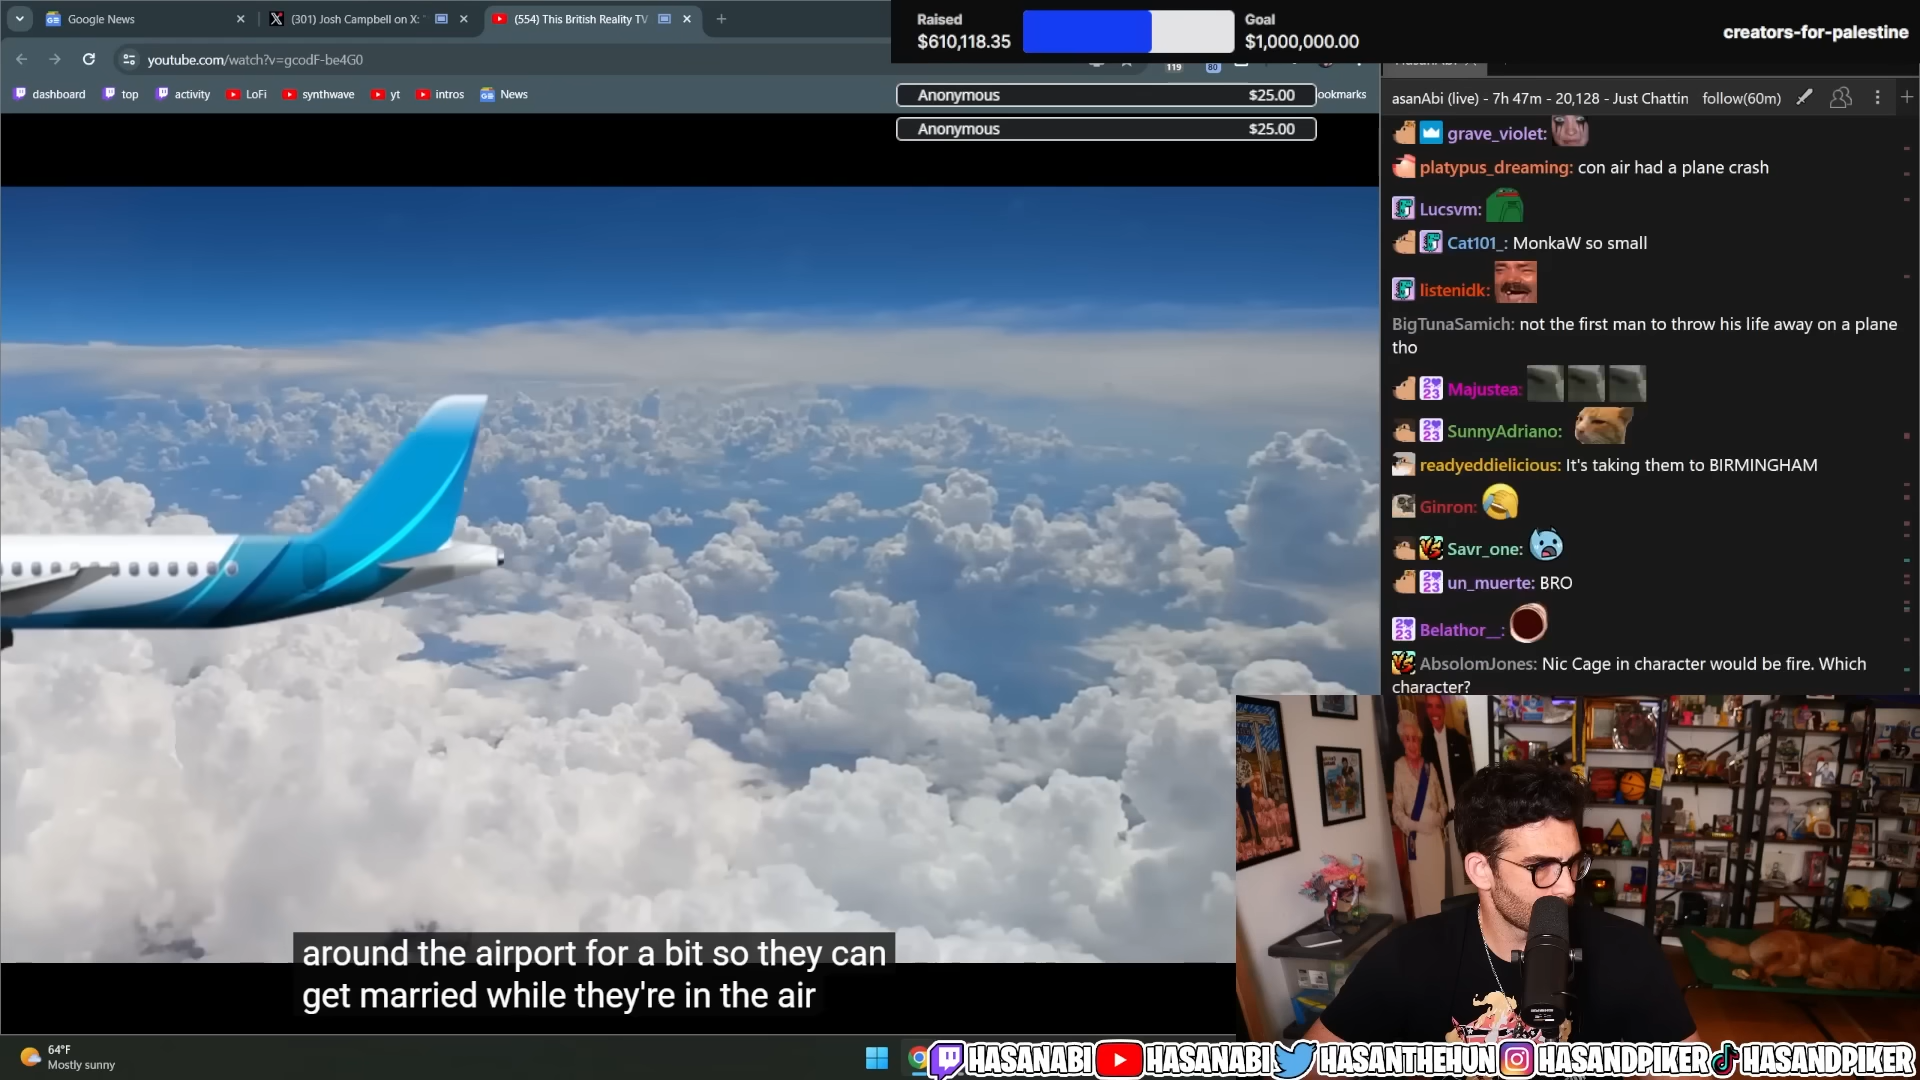 Google News
(301) Josh Campbell on X:
(554) This British Reality TV
youtube.com/watch?v=gcodF-be4G0
119
80
dashboard
top
activity
LoFi
synthwave
yt
intros
News
ookmarks
Raised
$610,118.35
Goal
$1,000,000.00
creators-for-palestine
Anonymous $25.00
Anonymous $25.00
asanAbi (live) - 7h 47m - 20,128 - Just Chattin
follow(60m)
grave_violet:
platypus_dreaming: con air had a plane crash
Lucsvm:
Cat101_: MonkaW so small
listenidk:
BigTunaSamich: not the first man to throw his life away on a plane
tho
Majustea:
SunnyAdriano:
readyeddielicious: It's taking them to BIRMINGHAM
Ginron:
Savr_one:
un_muerte: BRO
Belathor__:
AbsolomJones: Nic Cage in character would be fire. Which
character?
around the airport for a bit so they can
get married while they're in the air
64°F
Mostly sunny
HASANABI
HASANABI
HASANTHEHUN
HASANDPIKER
HASANDPIKER